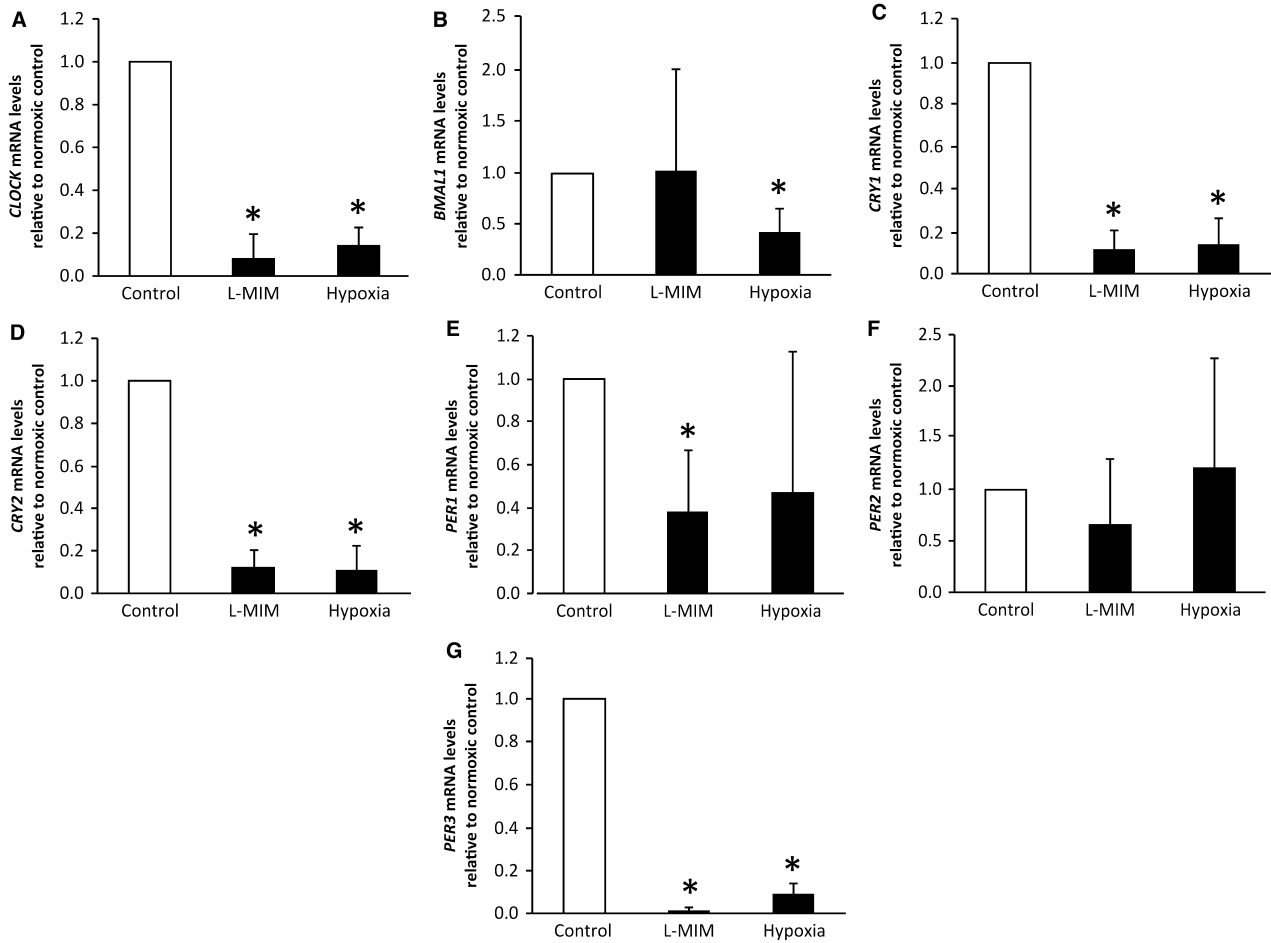 A
CLOCK mRNA levels
relative to normoxic control
1.2
1.0
0.8
0.6
0.4
0.2
0.0
*
*
Control
L-MIM
Hypoxia
B
BMAL1 mRNA levels
relative to normoxic control
2.5
2.0
1.5
1.0
0.5
0.0
*
Control
L-MIM
Hypoxia
C
CRY1 mRNA levels
relative to normoxic control
1.2
1.0
0.8
0.6
0.4
0.2
0.0
*
*
Control
L-MIM
Hypoxia
D
CRY2 mRNA levels
relative to normoxic control
1.2
1.0
0.8
0.6
0.4
0.2
0.0
*
*
Control
L-MIM
Hypoxia
E
PER1 mRNA levels
relative to normoxic control
1.2
1.0
0.8
0.6
0.4
0.2
0.0
*
Control
L-MIM
Hypoxia
F
PER2 mRNA levels
relative to normoxic control
2.5
2.0
1.5
1.0
0.5
0.0
Control
L-MIM
Hypoxia
G
PER3 mRNA levels
relative to normoxic control
1.2
1.0
0.8
0.6
0.4
0.2
0.0
*
*
Control
L-MIM
Hypoxia